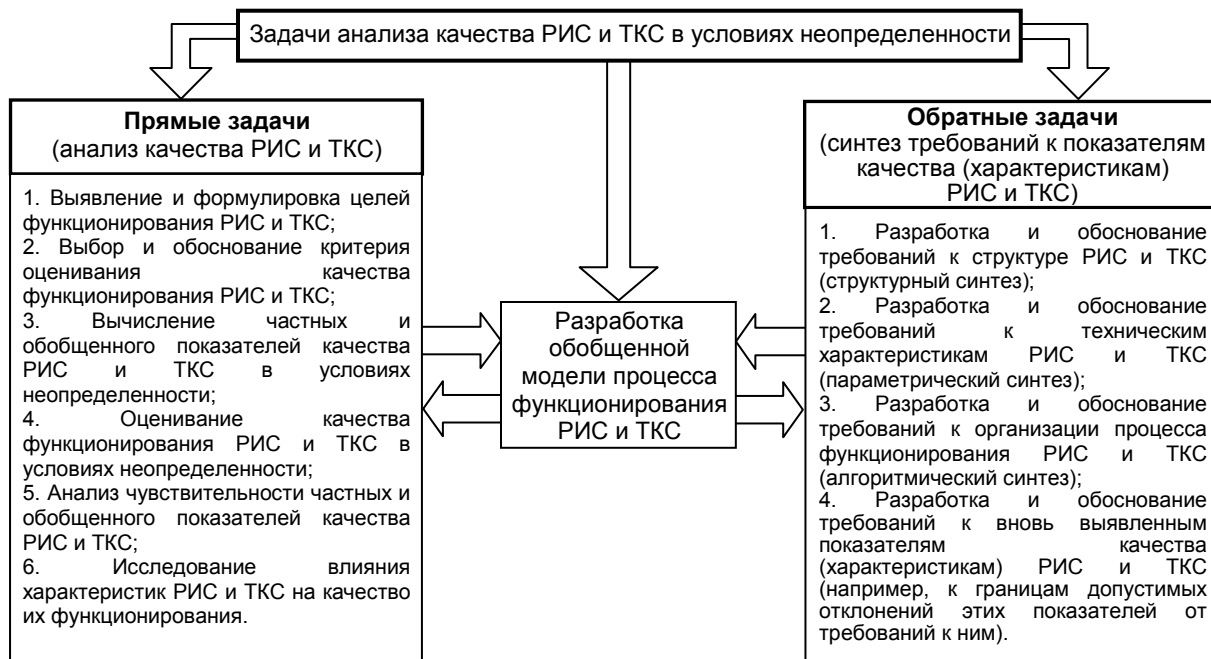 Задачи анализа качества РИС и ТКС в условиях неопределенности
Прямые задачи
(анализ качества РИС и ТКС)
1. Выявление и формулировка целей
функционирования РИС и ТКС;
2. Выбор и обоснование критерия
оценивания качества
функционирования РИС и ТКС;
3. Вычисление частных и
обобщенного показателей качества
РИС и ТКС в условиях
неопределенности;
4. Оценивание качества
функционирования РИС и ТКС в
условиях неопределенности;
5. Анализ чувствительности частных и
обобщенного показателей качества
РИС и ТКС;
6. Исследование влияния
характеристик РИС и ТКС на качество
их функционирования.
Разработка
обобщенной
модели процесса
функционирования
РИС и ТКС
Обратные задачи
(синтез требований к показателям
качества (характеристикам)
РИС и ТКС)
1. Разработка и обоснование
требований к структуре РИС и ТКС
(структурный синтез);
2. Разработка и обоснование
требований к техническим
характеристикам РИС и ТКС
(параметрический синтез);
3. Разработка и обоснование
требований к организации процесса
функционирования РИС и ТКС
(алгоритмический синтез);
4. Разработка и обоснование
требований к вновь выявленным
показателям качества
(характеристикам) РИС и ТКС
(например, к границам допустимых
отклонений этих показателей от
требований к ним).